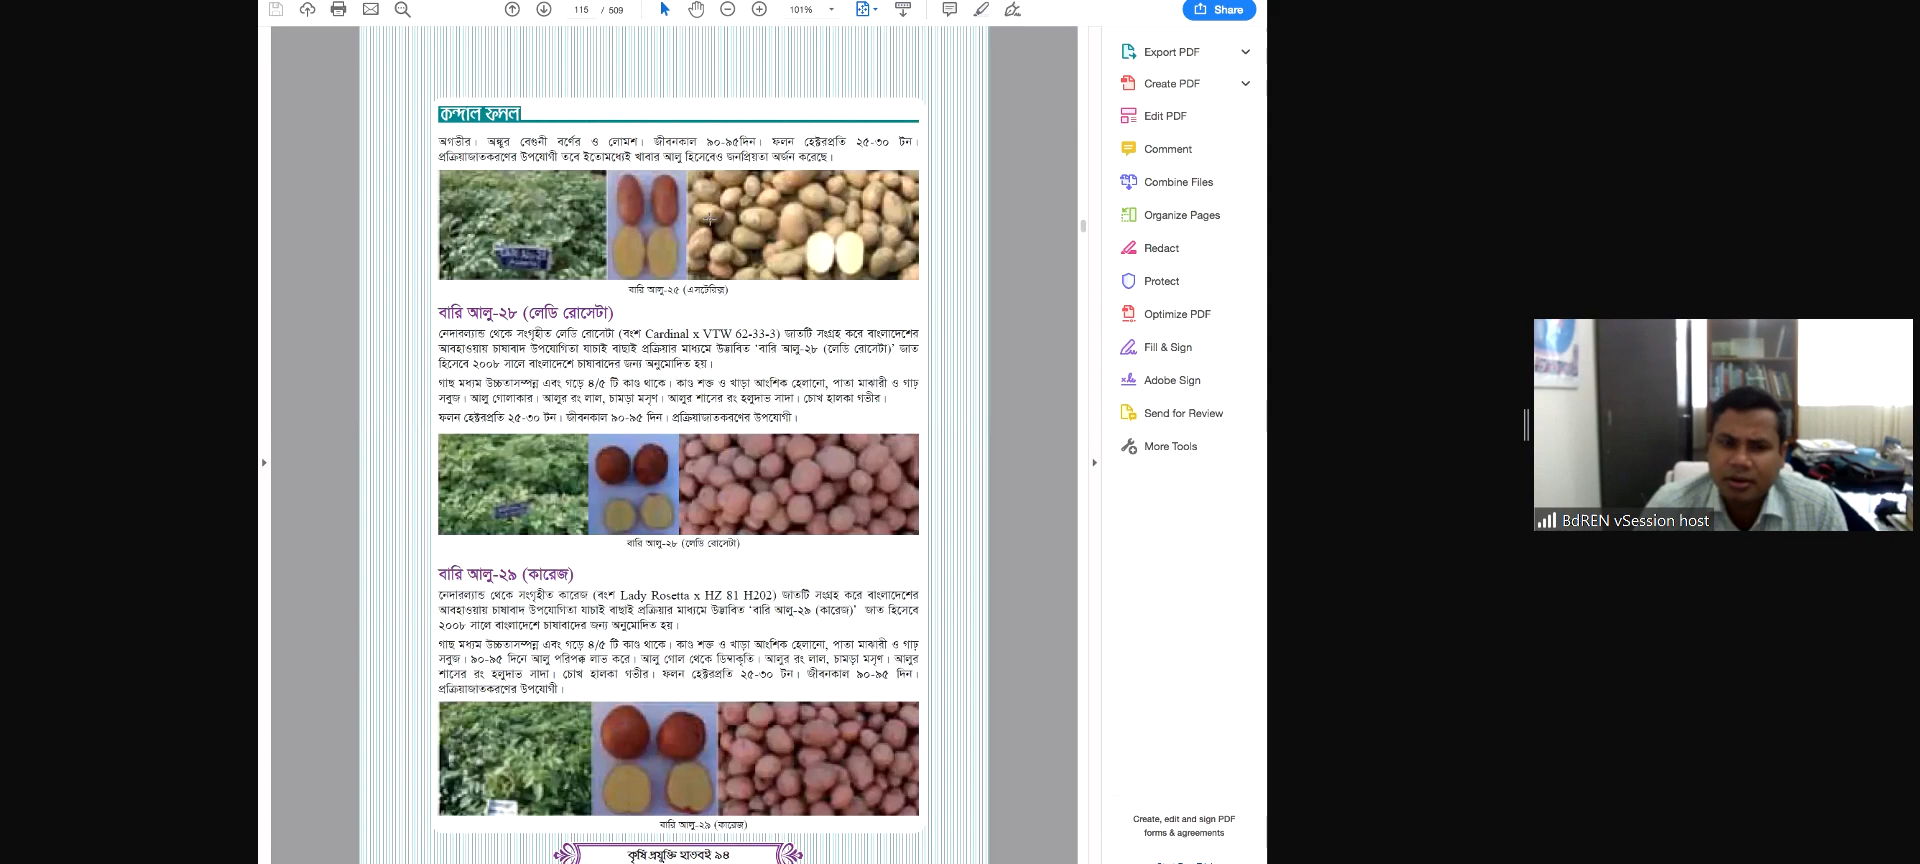 115 / 509
101%
Share
কন্দাল ফসল
অগভীর। অঙ্কুর বেগুনী বর্ণের ও লোমশ। জীবনকাল ৯০-৯৫দিন। ফলন হেক্টরপ্রতি ২৫-৩০ টন।
প্রক্রিয়াজাতকরণের উপযোগী তবে ইতোমধ্যেই খাবার আলু হিসেবেও জনপ্রিয়তা অর্জন করেছে।
বারি আলু-২৫ (এসটেরিক্স)
বারি আলু-২৮ (লেডি রোসেটা)
নেদারল্যান্ড থেকে সংগৃহীত লেডি রোসেটা (বংশ Cardinal x VTW 62-33-3) জাতটি সংগ্রহ করে বাংলাদেশের
আবহাওয়ায় চাষাবাদ উপযোগিতা যাচাই বাছাই প্রক্রিয়ার মাধ্যমে উদ্ভাবিত ‘বারি আলু-২৮ (লেডি রোসেটা)’ জাত
হিসেবে ২০০৮ সালে বাংলাদেশে চাষাবাদের জন্য অনুমোদিত হয়।
গাছ মধ্যম উচ্চতাসম্পন্ন এবং গড়ে ৪/৫ টি কাণ্ড থাকে। কাণ্ড শক্ত ও খাড়া আংশিক হেলানো, পাতা মাঝারী ও গাঢ়
সবুজ। আলু গোলাকার। আলুর রং লাল, চামড়া মসৃণ। আলুর শাসের রং হলুদাভ সাদা। চোখ হালকা গভীর।
ফলন হেক্টরপ্রতি ২৫-৩০ টন। জীবনকাল ৯০-৯৫ দিন। প্রক্রিয়াজাতকরণের উপযোগী।
বারি আলু-২৮ (লেডি রোসেটা)
বারি আলু-২৯ (কারেজ)
নেদারল্যান্ড থেকে সংগৃহীত কারেজ (বংশ Lady Rosetta x HZ 81 H202) জাতটি সংগ্রহ করে বাংলাদেশের
আবহাওয়ায় চাষাবাদ উপযোগিতা যাচাই বাছাই প্রক্রিয়ার মাধ্যমে উদ্ভাবিত ‘বারি আলু-২৯ (কারেজ)’ জাত হিসেবে
২০০৮ সালে বাংলাদেশে চাষাবাদের জন্য অনুমোদিত হয়।
গাছ মধ্যম উচ্চতাসম্পন্ন এবং গড়ে ৪/৫ টি কাণ্ড থাকে। কাণ্ড শক্ত ও খাড়া আংশিক হেলানো, পাতা মাঝারী ও গাঢ়
সবুজ। ৯০-৯৫ দিনে আলু পরিপক্ক লাভ করে। আলু গোল থেকে ডিম্বাকৃতি। আলুর রং লাল, চামড়া মসৃণ। আলুর
শাসের রং হলুদাভ সাদা। চোখ হালকা গভীর। ফলন হেক্টরপ্রতি ২৫-৩০ টন। জীবনকাল ৯০-৯৫ দিন।
প্রক্রিয়াজাতকরণের উপযোগী।
বারি আলু-২৯ (কারেজ)
কৃষি প্রযুক্তি হাতবই ৯৪
Export PDF
Create PDF
Edit PDF
Comment
Combine Files
Organize Pages
Redact
Protect
Optimize PDF
Fill & Sign
Adobe Sign
Send for Review
More Tools
Create, edit and sign PDF
forms & agreements
BdREN vSession host